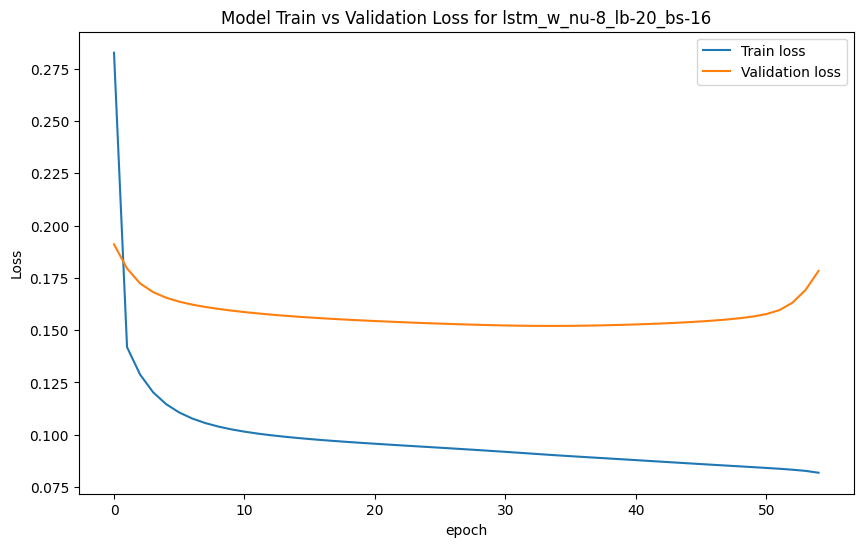 Model Train vs Validation Loss for lstm_w_nu-8_lb-20_bs-16
Train loss
Validation loss
0.275
0.250
0.225
0.200
0.175
0.150
0.125
0.100
0.075
Loss
0 10 20 30 40 50
epoch